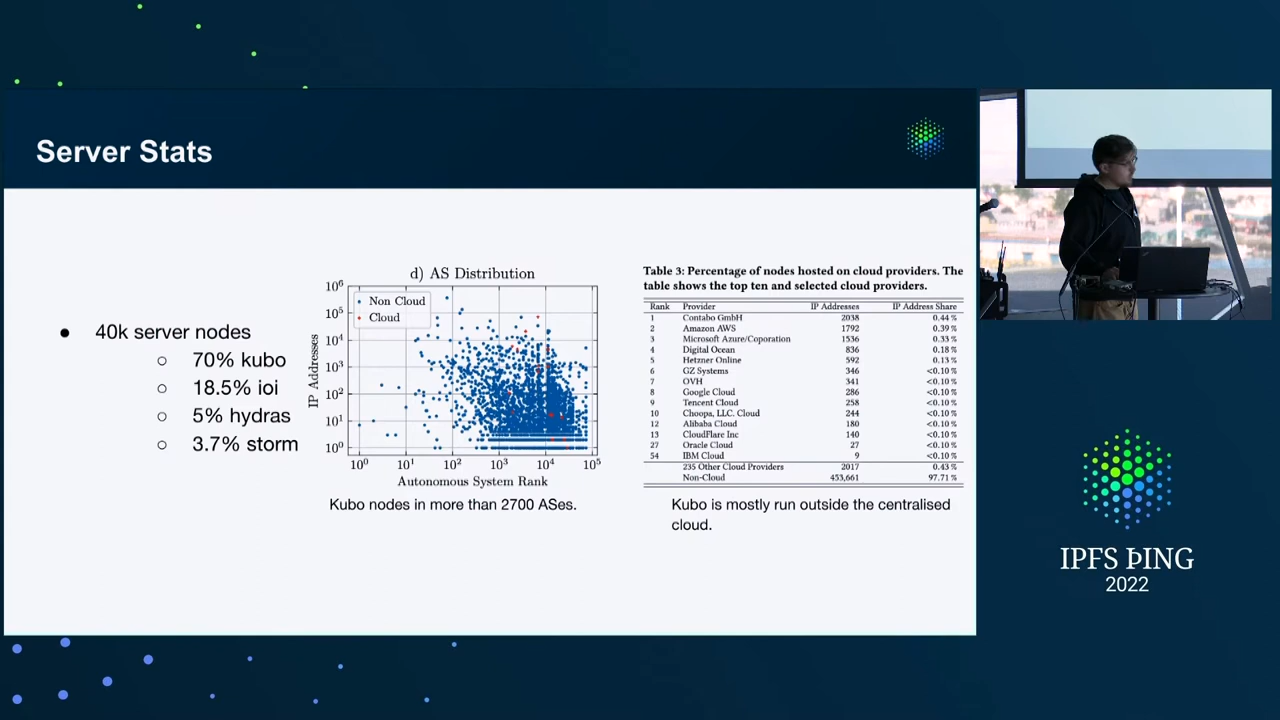 Server Stats
● 40k server nodes
○ 70% kubo
○ 18.5% ioi
○ 5% hydras
○ 3.7% storm
d) AS Distribution
Non Cloud
Cloud
IP Addresses
10^6
10^5
10^4
10^3
10^2
10^1
10^0
10^0 10^1 10^2 10^3 10^4 10^5
Autonomous System Rank
Kubo nodes in more than 2700 ASes.
Table 3: Percentage of nodes hosted on cloud providers. The
table shows the top ten and selected cloud providers.
Rank Provider IP Addresses IP Address Share
1 Contabo GmbH 2038 0.44 %
2 Amazon AWS 1792 0.39 %
3 Microsoft Azure/Coporation 1536 0.33 %
4 Digital Ocean 836 0.18 %
5 Hetzner Online 592 0.13 %
6 GZ Systems 346 <0.10 %
7 OVH 341 <0.10 %
8 Google Cloud 286 <0.10 %
9 Tencent Cloud 258 <0.10 %
10 Choopa, LLC. Cloud 244 <0.10 %
12 Alibaba Cloud 180 <0.10 %
13 CloudFlare Inc 140 <0.10 %
27 Oracle Cloud 27 <0.10 %
54 IBM Cloud 9 <0.10 %
235 Other Cloud Providers 2017 0.43 %
Non-Cloud 453,661 97.71 %
Kubo is mostly run outside the centralised
cloud.
IPFS ÞING
2022